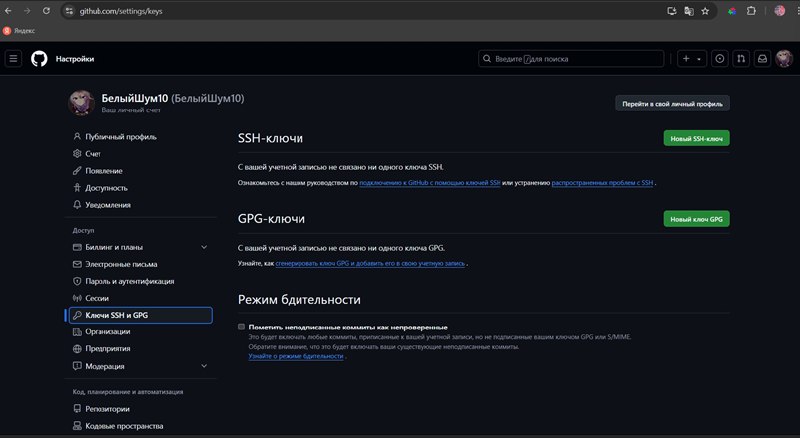 github.com/settings/keys
Яндекс
Настройки
Введите / для поиска
БелыйШум10 (БелыйШум10)
Ваш личный счет
Перейти в свой личный профиль
Публичный профиль
Счет
Появление
Доступность
Уведомления
Доступ
Биллинг и планы
Электронные письма
Пароль и аутентификация
Сессии
Ключи SSH и GPG
Организации
Предприятия
Модерация
Код, планирование и автоматизация
Репозитории
Кодовые пространства
SSH-ключи
Новый SSH-ключ
С вашей учетной записью не связано ни одного ключа SSH.
Ознакомьтесь с нашим руководством по подключению к GitHub с помощью ключей SSH или устранению распространенных проблем с SSH .
GPG-ключи
Новый ключ GPG
С вашей учетной записью не связано ни одного ключа GPG.
Узнайте, как сгенерировать ключ GPG и добавить его в свою учетную запись .
Режим бдительности
Пометить неподписанные коммиты как непроверенные
Это будет включать любые коммиты, приписанные к вашей учетной записи, но не подписанные вашим ключом GPG или S/MIME.
Обратите внимание, что это будет включать ваши существующие неподписанные коммиты.
Узнайте о режиме бдительности .